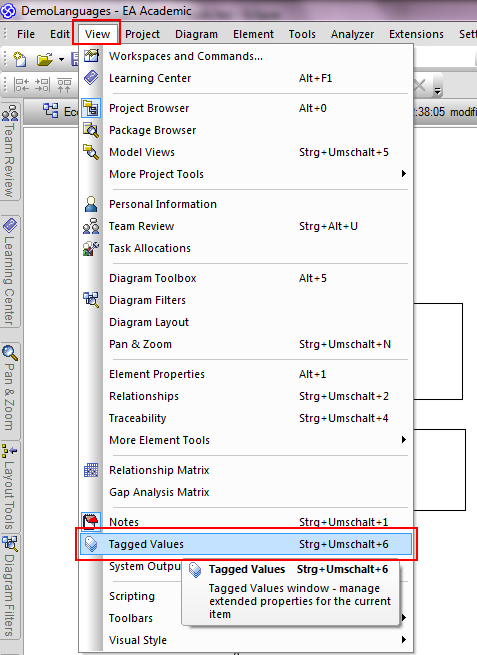 DemoLanguages - EA Academic
File Edit View Project Diagram Element Tools Analyzer Extensions
Workspaces and Commands...
Learning Center Alt+F1
Project Browser Alt+0
:38:05 modifi
Package Browser
Model Views Strg+Umschalt+5
More Project Tools
Personal Information
Team Review Strg+Alt+U
Task Allocations
Diagram Toolbox Alt+5
Diagram Filters
Diagram Layout
Pan & Zoom Strg+Umschalt+N
Element Properties Alt+1
Relationships Strg+Umschalt+2
Traceability Strg+Umschalt+4
More Element Tools
Relationship Matrix
Gap Analysis Matrix
Notes Strg+Umschalt+1
Tagged Values Strg+Umschalt+6
System Outpu
Tagged Values Strg+Umschalt+6
Tagged Values window - manage
extended properties for the current
item
Scripting
Toolbars
Visual Style
Team Review
Learning Center
Pan & Zoom
Layout Tools
Diagram Filters